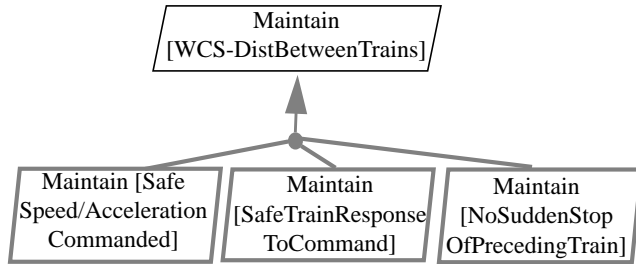 Maintain
[WCS-DistBetweenTrains]
Maintain [Safe
Speed/Acceleration
Commanded]
Maintain
[SafeTrainResponse
ToCommand]
Maintain
[NoSuddenStop
OfPrecedingTrain]